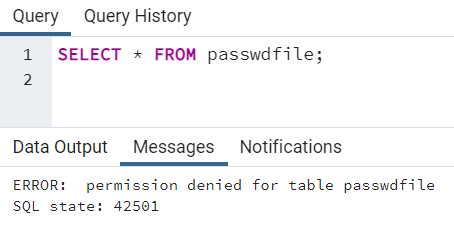 Query Query History
1 SELECT * FROM passwdfile;
2
Data Output Messages Notifications
ERROR:  permission denied for table passwdfile
SQL state: 42501